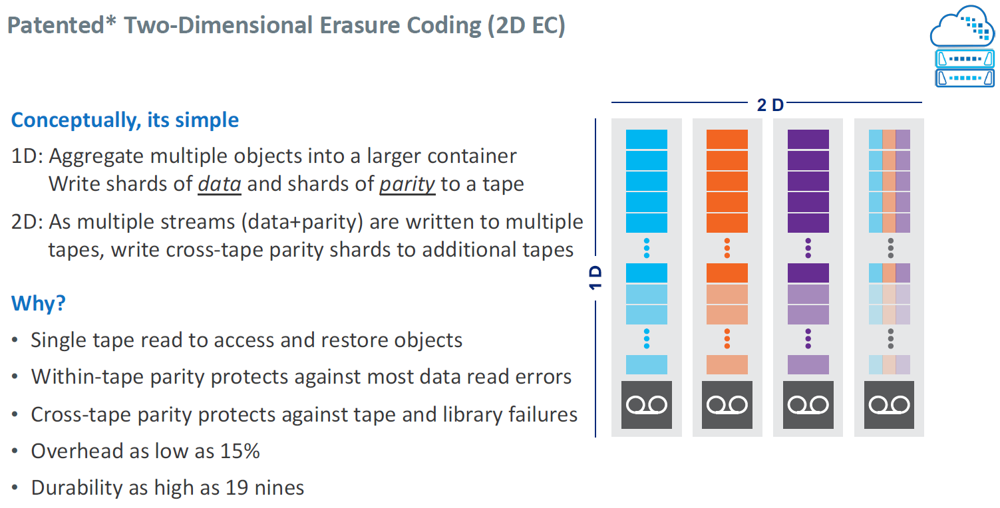 Patented* Two-Dimensional Erasure Coding (2D EC)
Conceptually, its simple
1D: Aggregate multiple objects into a larger container
Write shards of data and shards of parity to a tape
2D: As multiple streams (data+parity) are written to multiple
tapes, write cross-tape parity shards to additional tapes
Why?
• Single tape read to access and restore objects
• Within-tape parity protects against most data read errors
• Cross-tape parity protects against tape and library failures
• Overhead as low as 15%
• Durability as high as 19 nines
2 D
1 D